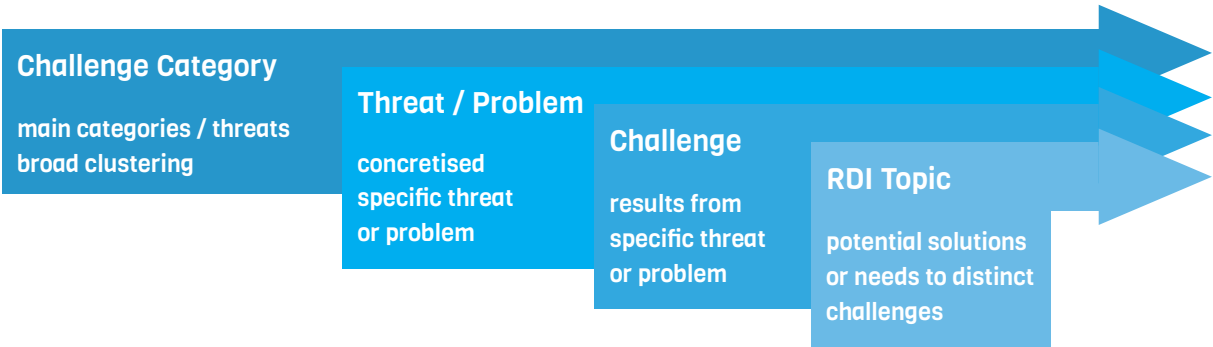 Challenge Category
main categories / threats
broad clustering
Threat / Problem
concretised
specific threat
or problem
Challenge
results from
specific threat
or problem
RDI Topic
potential solutions
or needs to distinct
challenges